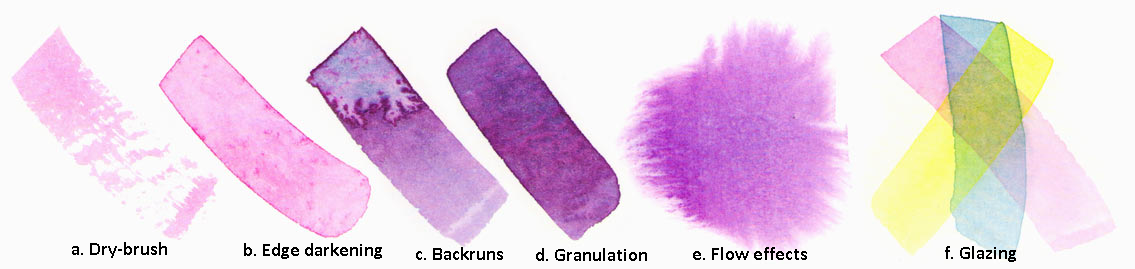 a. Dry-brush
b. Edge darkening
c. Backruns
d. Granulation
e. Flow effects
f. Glazing